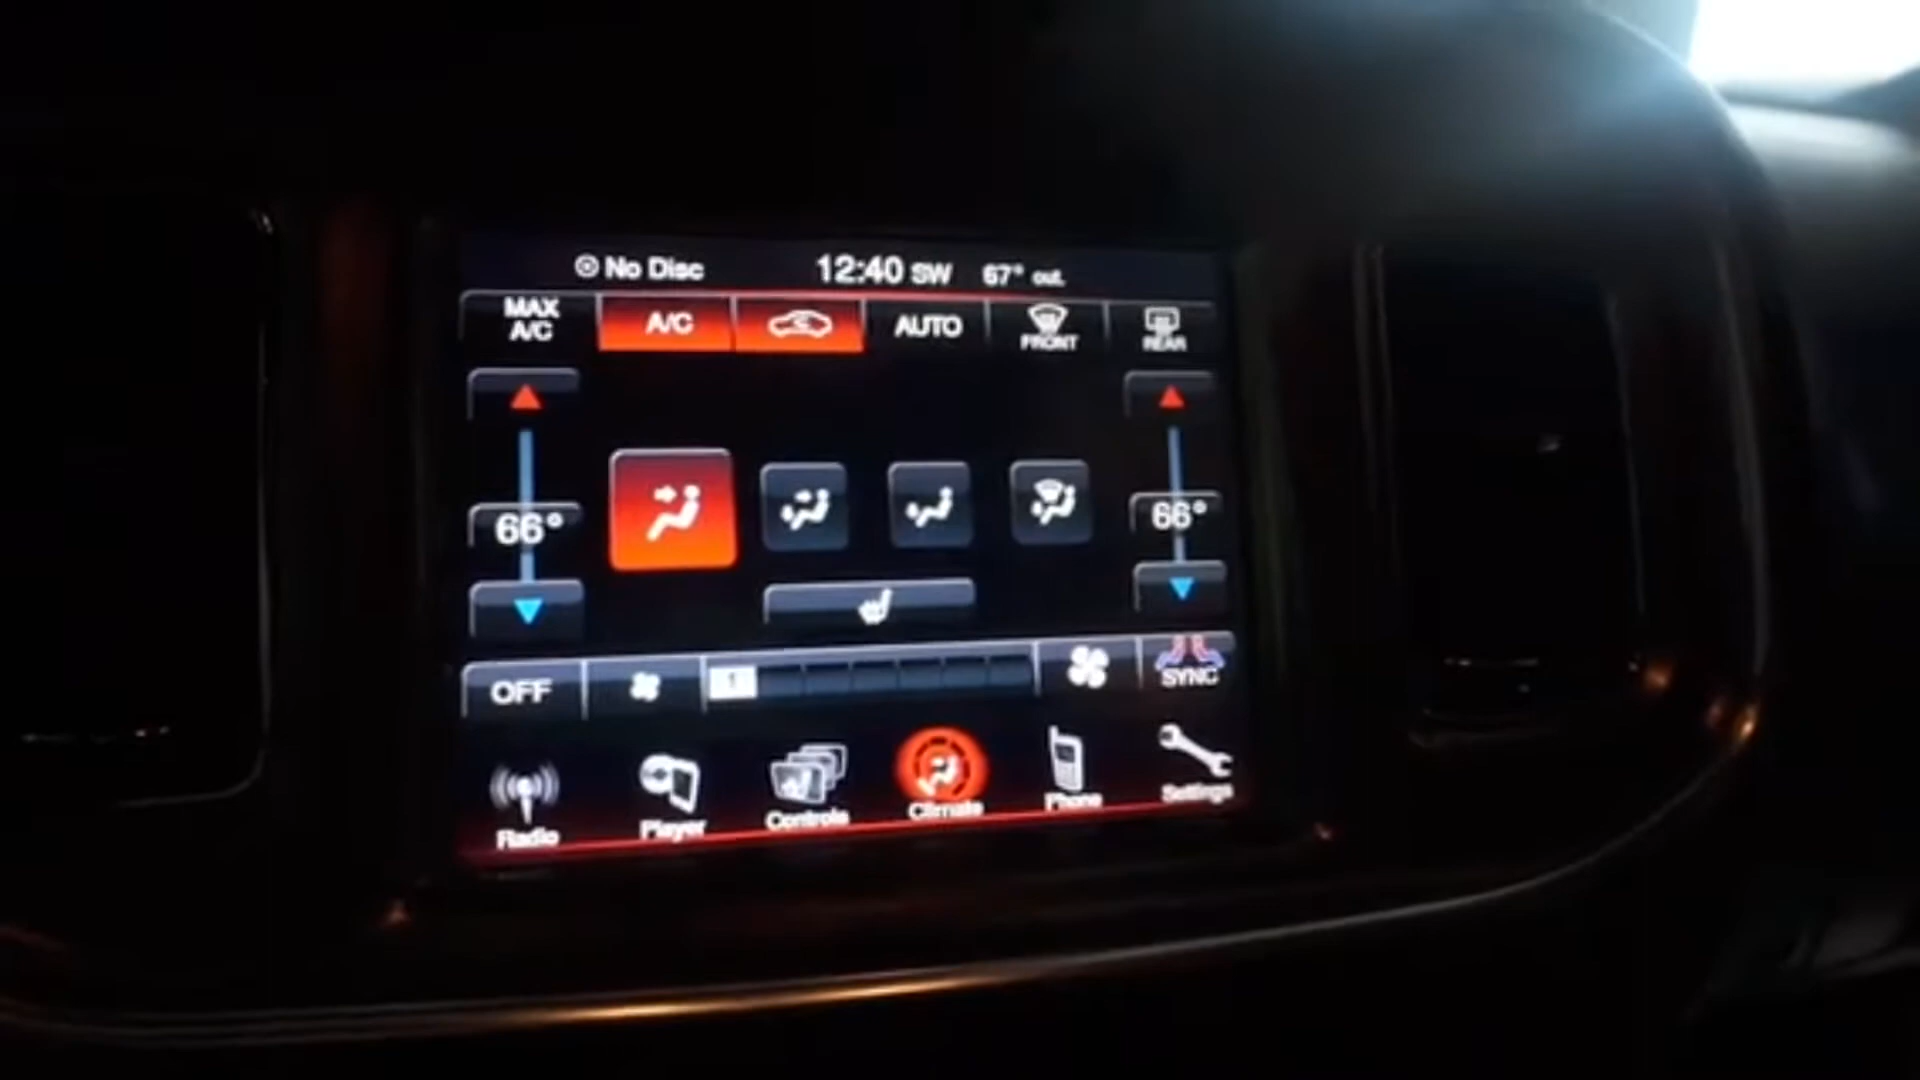 No Disc 12:40 SW 67° out.
MAX A/C A/C AUTO FRONT REAR
66° 66°
OFF 1 SYNC
Radio Player Controls Climate Phone Settings